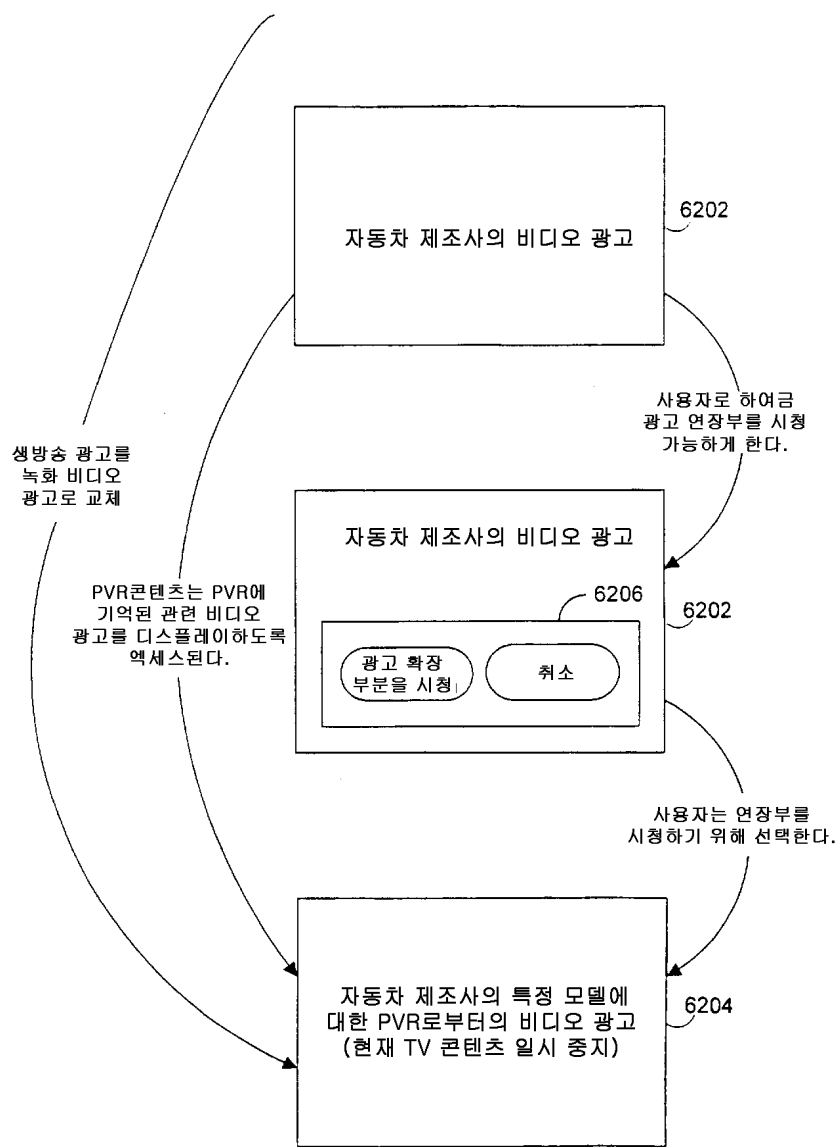 자동차 제조사의 비디오 광고
6202
사용자로 하여금
광고 연장부를 시청
가능하게 한다.
생방송 광고를
녹화 비디오
광고로 교체
PVR콘텐츠는 PVR에
기억된 관련 비디오
광고를 디스플레이하도록
엑세스된다.
자동차 제조사의 비디오 광고
6206
6202
광고 확장
부분을 시청
취소
사용자는 연장부를
시청하기 위해 선택한다.
자동차 제조사의 특정 모델에
대한 PVR로부터의 비디오 광고
(현재 TV 콘텐츠 일시 중지)
6204